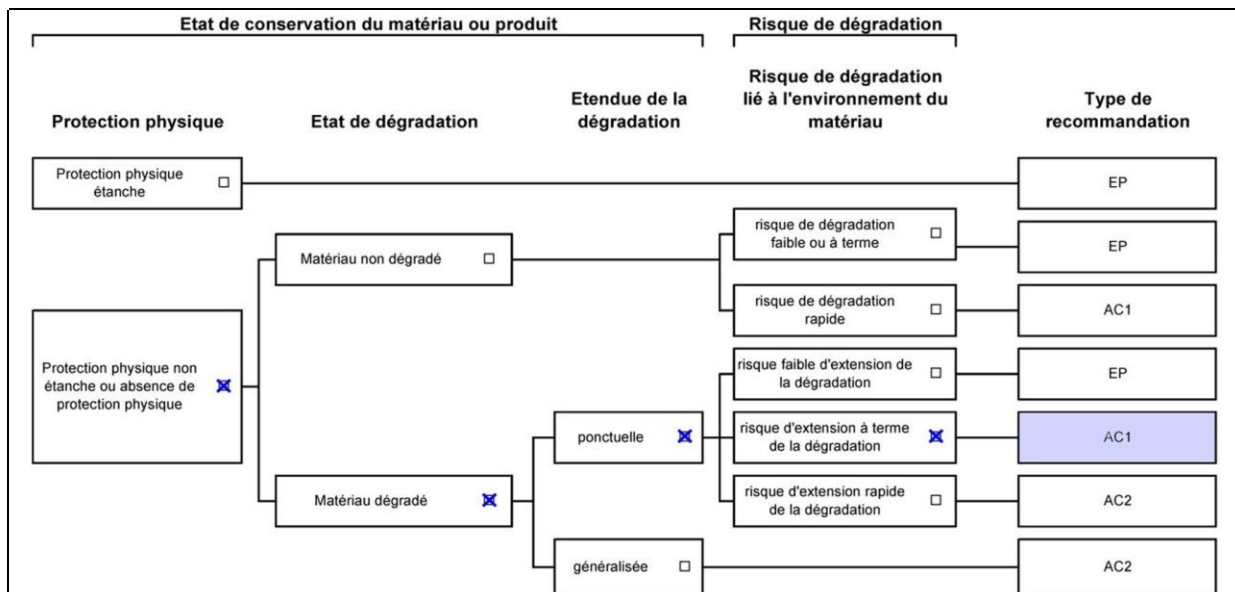 Etat de conservation du matériau ou produit
Risque de dégradation
Protection physique
Etat de dégradation
Etendue de la
dégradation
Risque de dégradation
lié à l'environnement du
matériau
Type de
recommandation
Protection physique
étanche
EP
Matériau non dégradé
risque de dégradation
faible ou à terme
EP
risque de dégradation
rapide
AC1
Protection physique non
étanche ou absence de
protection physique
risque faible d'extension de
la dégradation
EP
ponctuelle
risque d'extension à terme
de la dégradation
AC1
Matériau dégradé
risque d'extension rapide
de la dégradation
AC2
généralisée
AC2